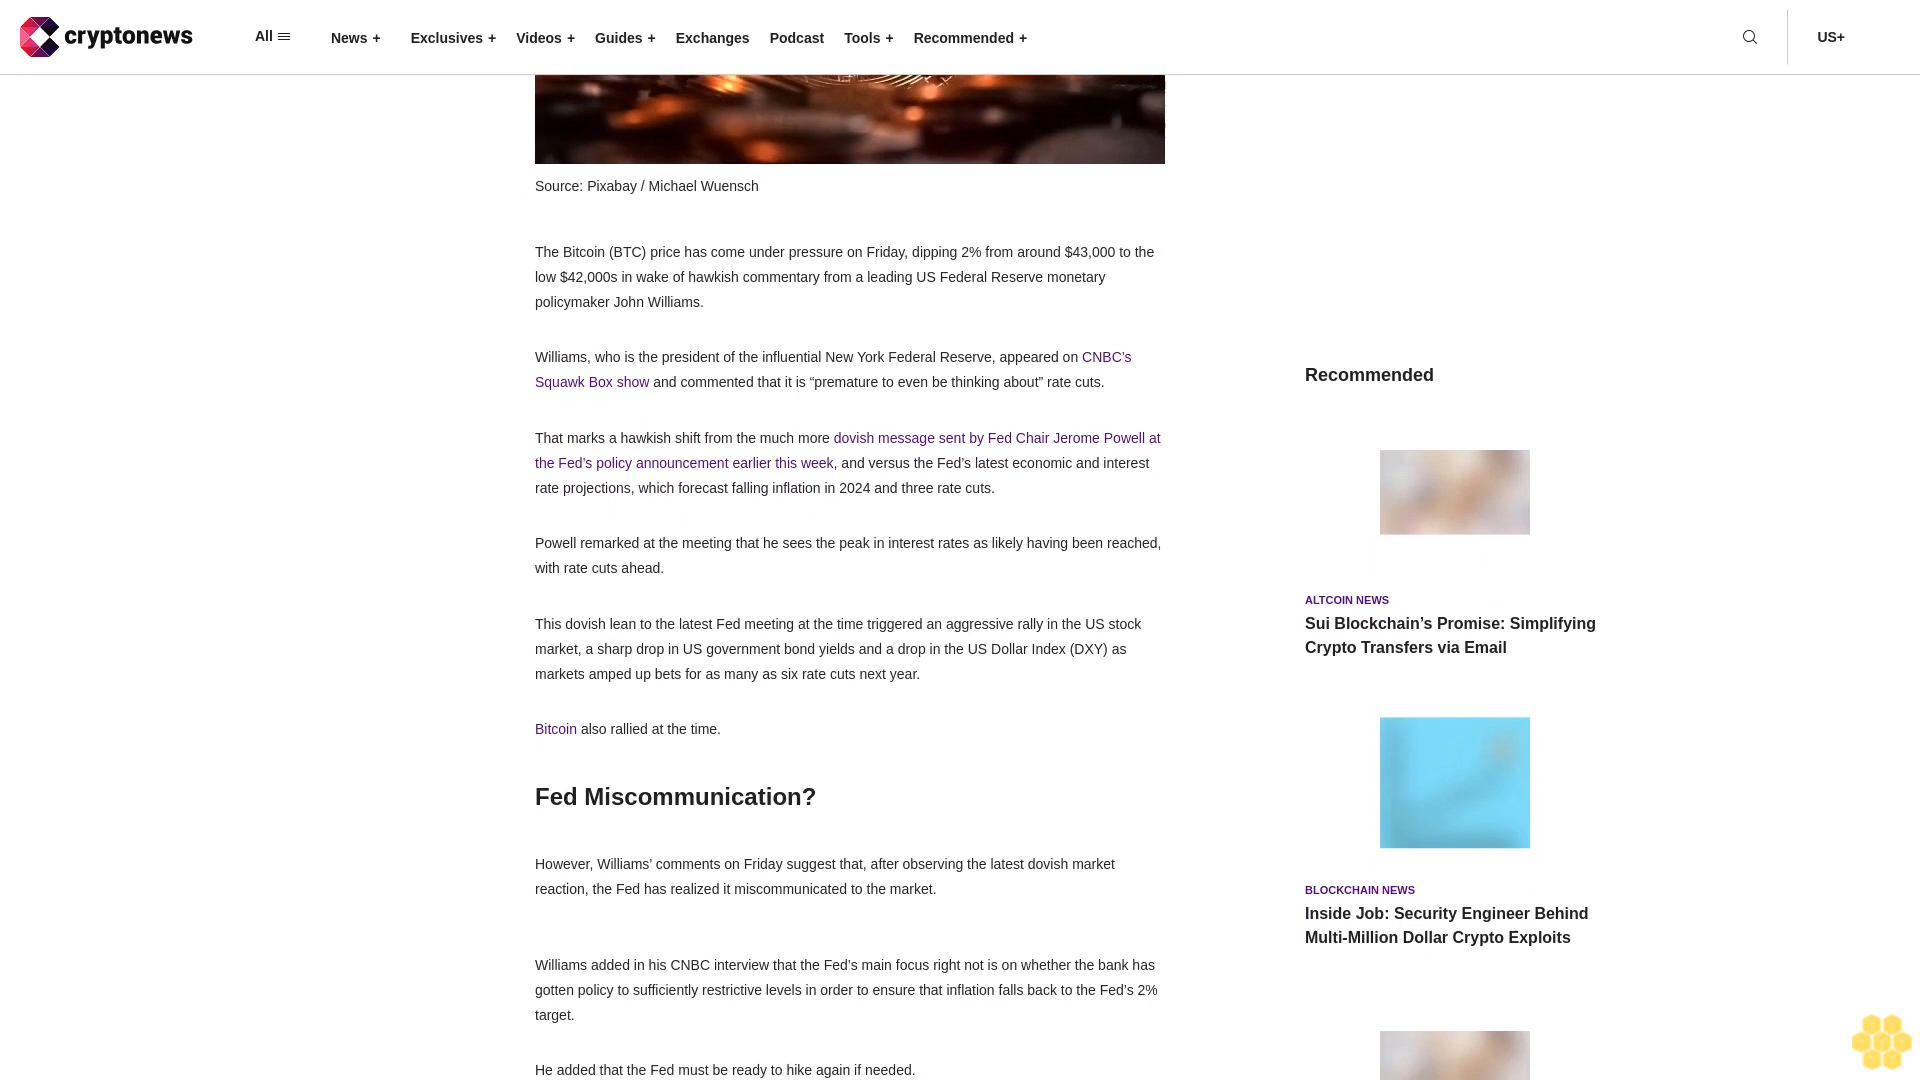 cryptonews
All
News +
Exclusives +
Videos +
Guides +
Exchanges
Podcast
Tools +
Recommended +
US+
Source: Pixabay / Michael Wuensch
The Bitcoin (BTC) price has come under pressure on Friday, dipping 2% from around $43,000 to the
low $42,000s in wake of hawkish commentary from a leading US Federal Reserve monetary
policymaker John Williams.
Williams, who is the president of the influential New York Federal Reserve, appeared on CNBC’s
Squawk Box show and commented that it is “premature to even be thinking about” rate cuts.
That marks a hawkish shift from the much more dovish message sent by Fed Chair Jerome Powell at
the Fed’s policy announcement earlier this week, and versus the Fed’s latest economic and interest
rate projections, which forecast falling inflation in 2024 and three rate cuts.
Powell remarked at the meeting that he sees the peak in interest rates as likely having been reached,
with rate cuts ahead.
This dovish lean to the latest Fed meeting at the time triggered an aggressive rally in the US stock
market, a sharp drop in US government bond yields and a drop in the US Dollar Index (DXY) as
markets amped up bets for as many as six rate cuts next year.
Bitcoin also rallied at the time.
Fed Miscommunication?
However, Williams’ comments on Friday suggest that, after observing the latest dovish market
reaction, the Fed has realized it miscommunicated to the market.
Williams added in his CNBC interview that the Fed’s main focus right not is on whether the bank has
gotten policy to sufficiently restrictive levels in order to ensure that inflation falls back to the Fed’s 2%
target.
He added that the Fed must be ready to hike again if needed.
Recommended
ALTCOIN NEWS
Sui Blockchain’s Promise: Simplifying
Crypto Transfers via Email
BLOCKCHAIN NEWS
Inside Job: Security Engineer Behind
Multi-Million Dollar Crypto Exploits